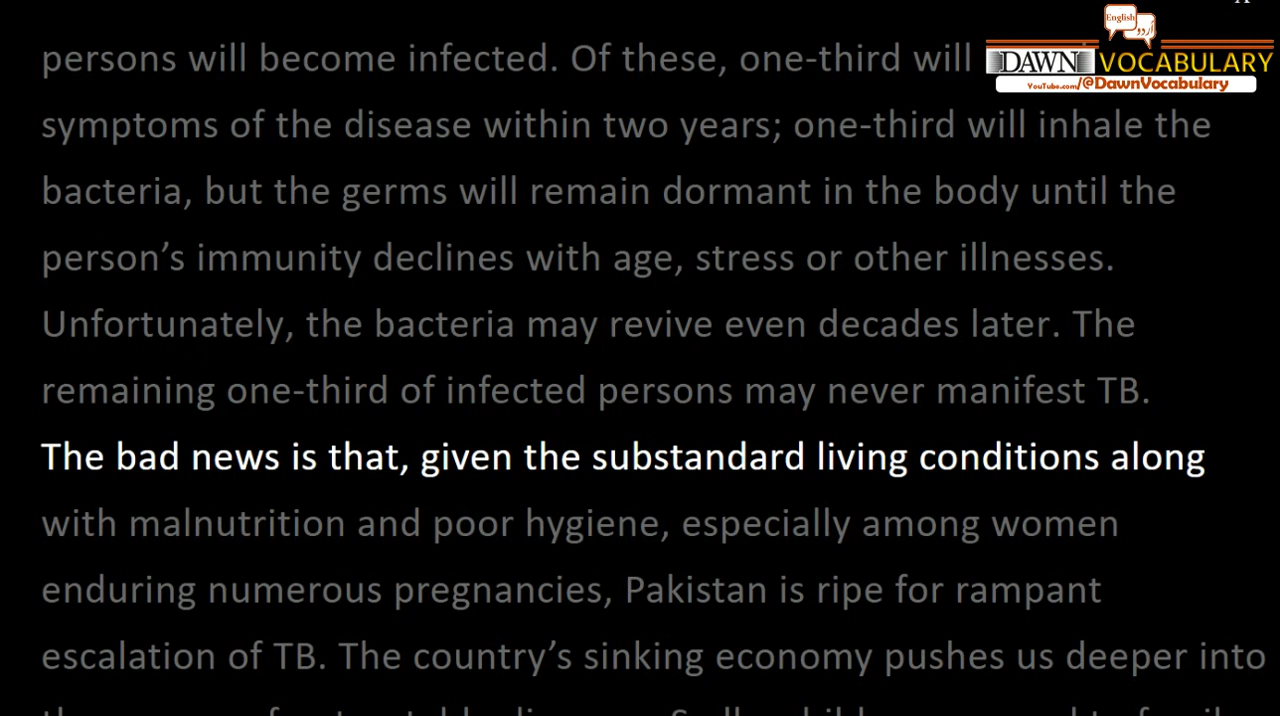 English
اردو
DAWN VOCABULARY
YouTube.com/@DawnVocabulary
persons will become infected. Of these, one-third will
symptoms of the disease within two years; one-third will inhale the
bacteria, but the germs will remain dormant in the body until the
person’s immunity declines with age, stress or other illnesses.
Unfortunately, the bacteria may revive even decades later. The
remaining one-third of infected persons may never manifest TB.
The bad news is that, given the substandard living conditions along
with malnutrition and poor hygiene, especially among women
enduring numerous pregnancies, Pakistan is ripe for rampant
escalation of TB. The country’s sinking economy pushes us deeper into